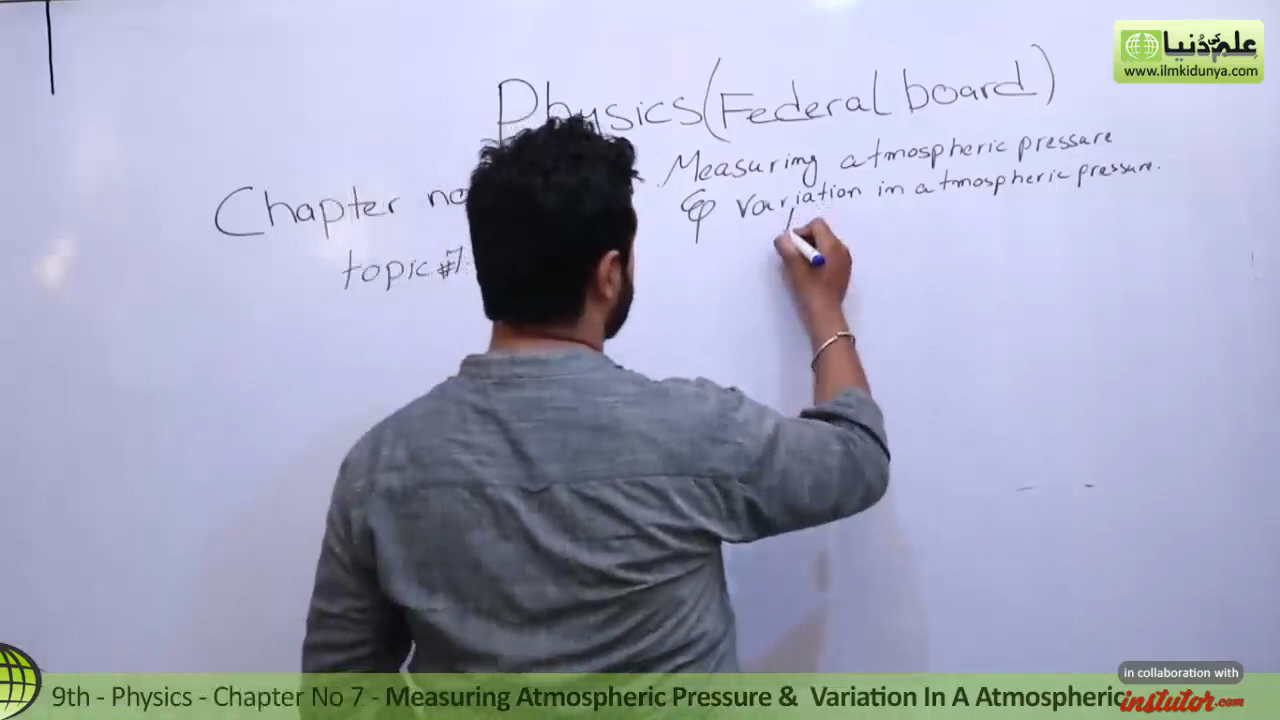 علم کی دُنیا
www.ilmkidunya.com
Physics (Federal board)
Measuring atmospheric pressure
& variation in atmospheric pressure.
Chapter no
topic #7
in collaboration with
instutor.com
9th - Physics - Chapter No 7 - Measuring Atmospheric Pressure & Variation In A Atmospheric